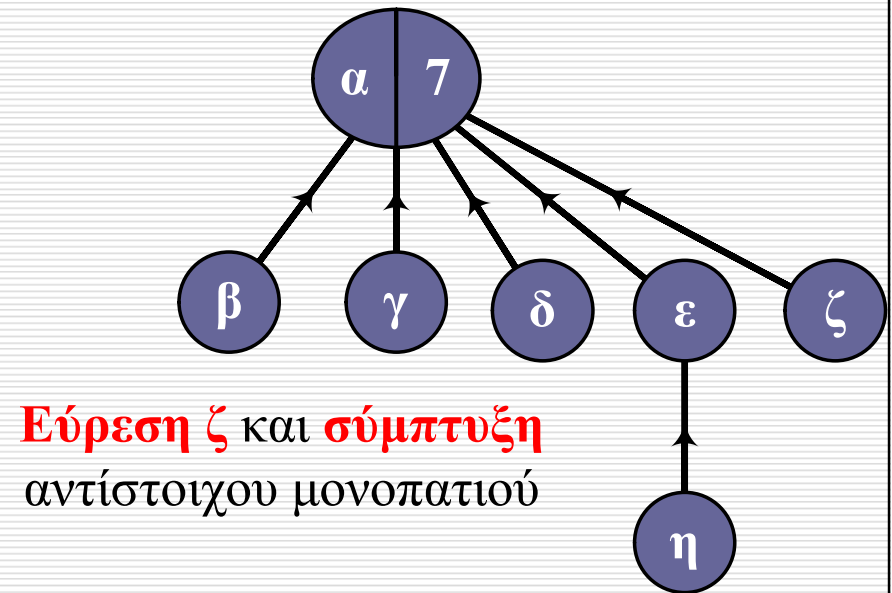 α 7
β γ δ ε ζ
Εύρεση ζ και σύμπτυξη
αντίστοιχου μονοπατιού
η